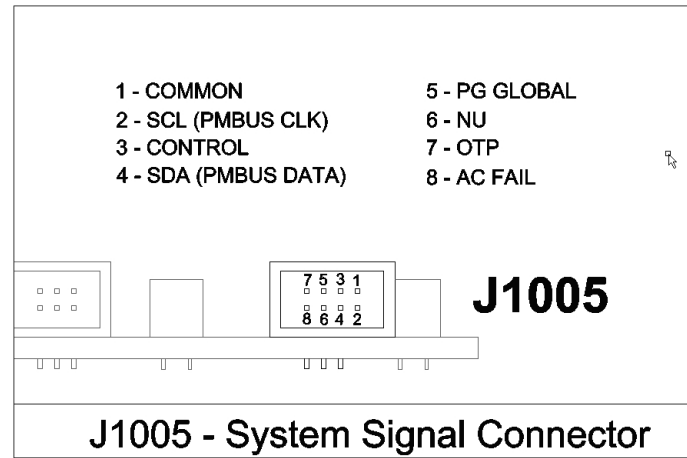 1 - COMMON
2 - SCL (PMBUS CLK)
3 - CONTROL
4 - SDA (PMBUS DATA)
5 - PG GLOBAL
6 - NU
7 - OTP
8 - AC FAIL
7 5 3 1
8 6 4 2
J1005
J1005 - System Signal Connector